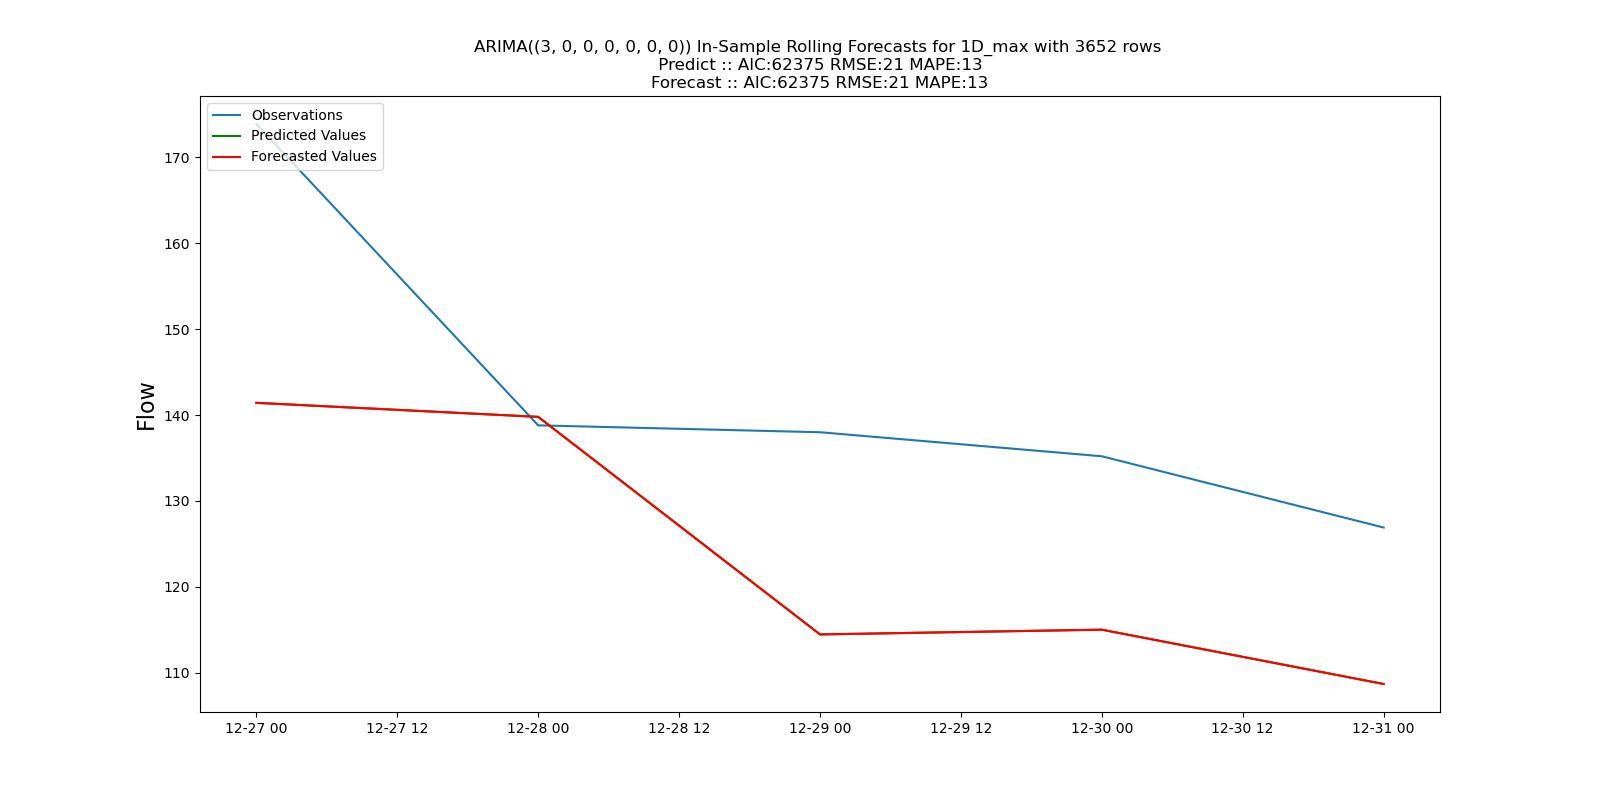 ARIMA((3, 0, 0, 0, 0, 0, 0)) In-Sample Rolling Forecasts for 1D_max with 3652 rows
Predict :: AIC:62375 RMSE:21 MAPE:13
Forecast :: AIC:62375 RMSE:21 MAPE:13
Observations
Predicted Values
Forecasted Values
170
160
150
140
130
120
110
Flow
12-27 00
12-27 12
12-28 00
12-28 12
12-29 00
12-29 12
12-30 00
12-30 12
12-31 00